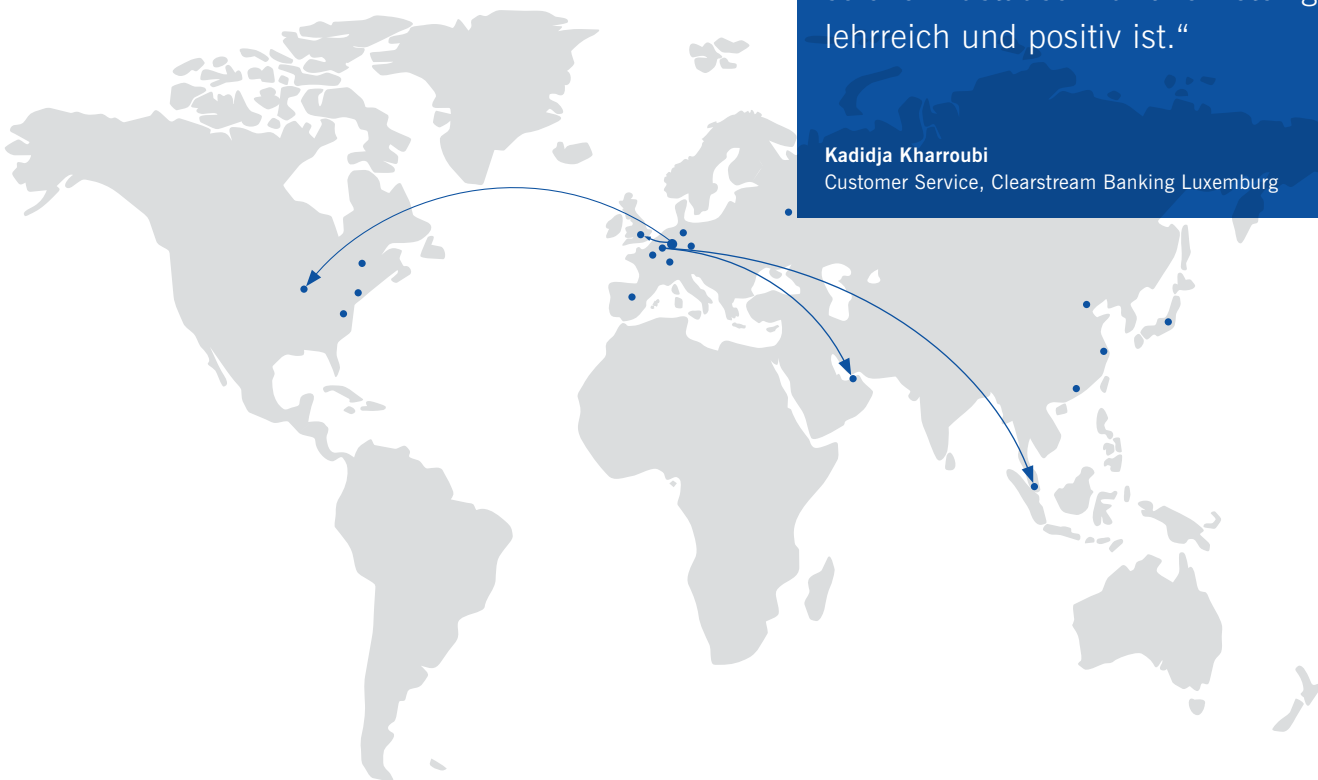 lehrreich und positiv ist.“
Kadidja Kharroubi
Customer Service, Clearstream Banking Luxemburg